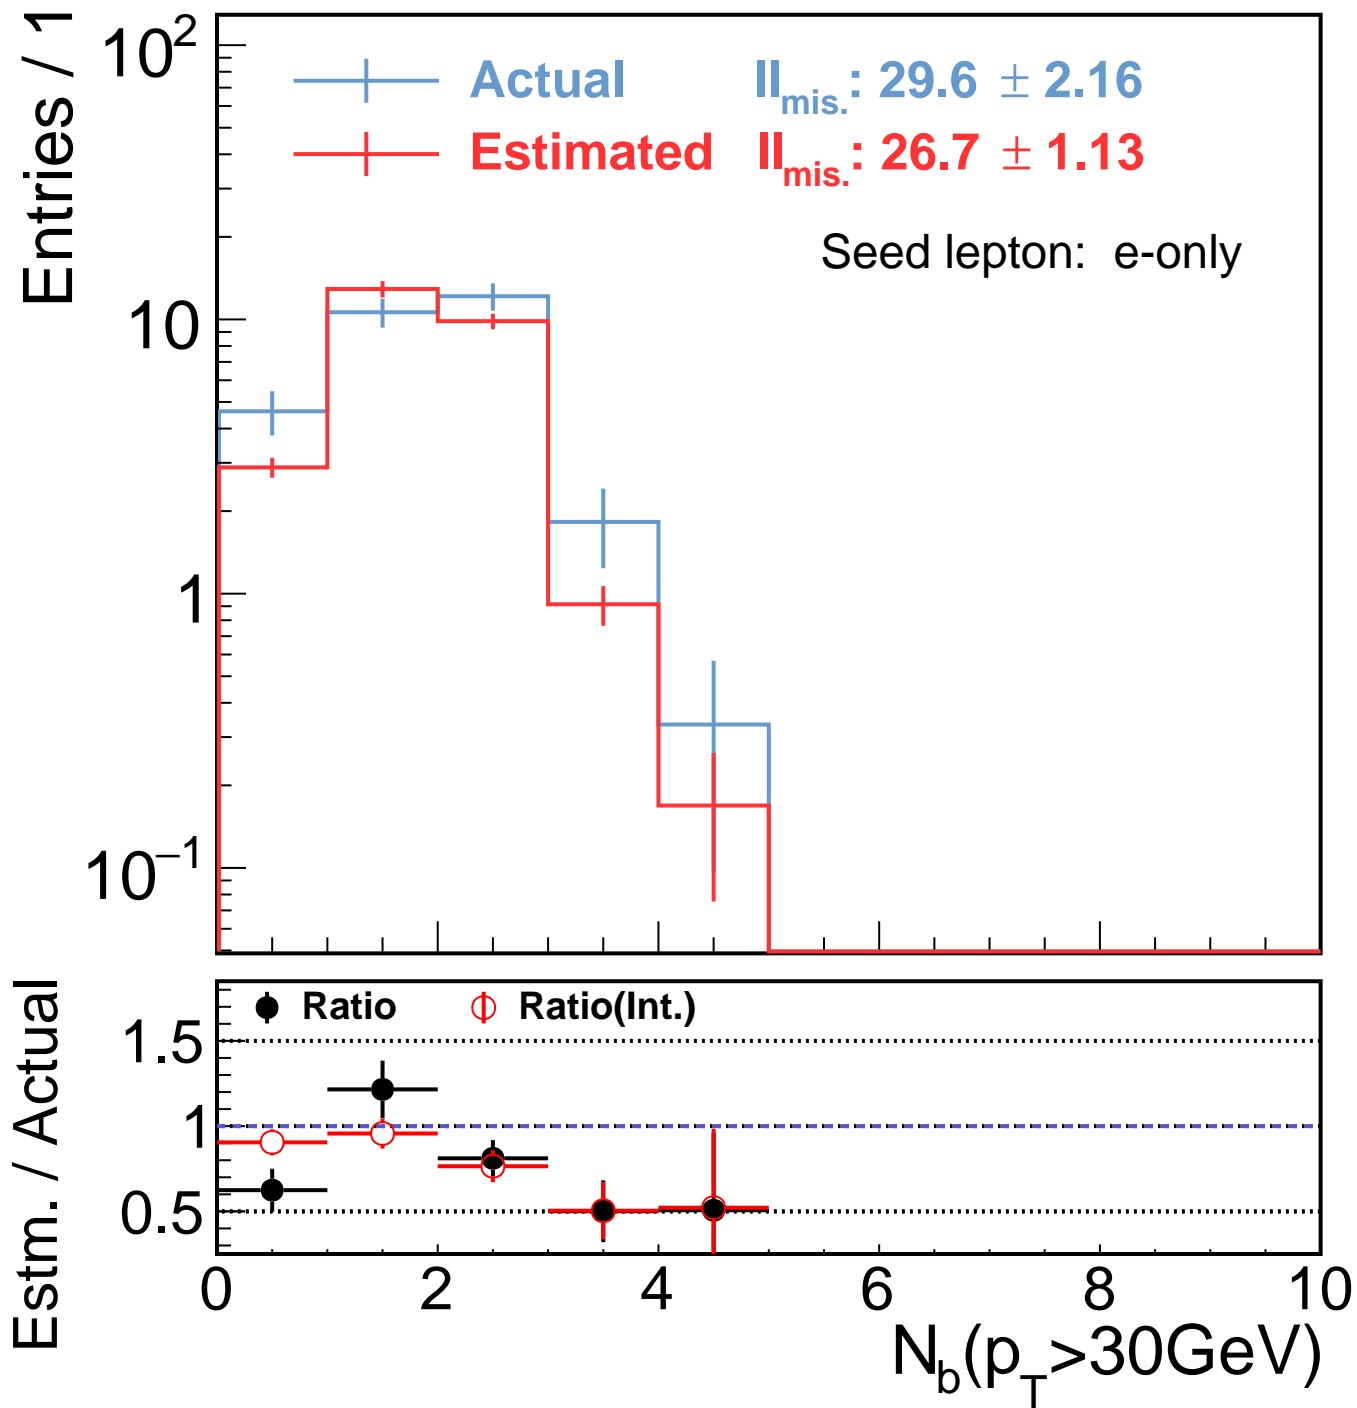 Entries / 1
10²
10
1
10⁻¹
Actual II_mis.: 29.6 ± 2.16
Estimated II_mis.: 26.7 ± 1.13
Seed lepton: e-only
Estm. / Actual
Ratio Ratio(Int.)
1.5
1
0.5
0 2 4 6 8 10
N_b(p_T>30GeV)